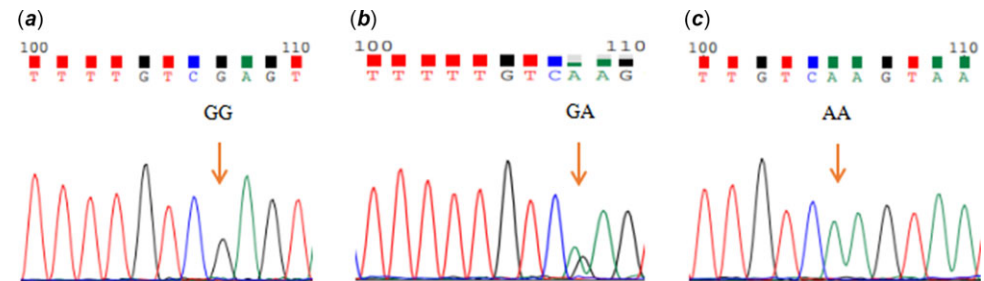 (a)
100 110
T T T T G T C G A G T
GG
(b)
100 110
T T T T T G T C A A G
GA
(c)
100 110
T T G T C A A G T A A
AA